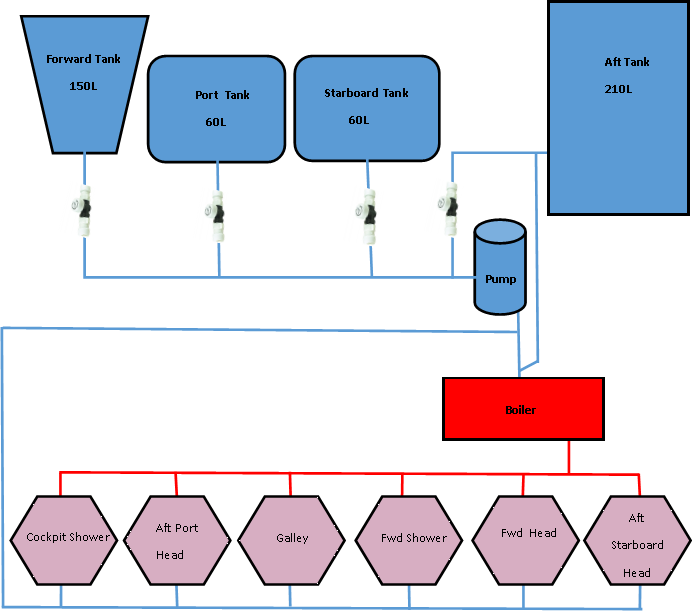 Forward Tank
150L
Port Tank
60L
Starboard Tank
60L
Aft Tank
210L
Pump
Boiler
Cockpit Shower
Aft Port
Head
Galley
Fwd Shower
Fwd Head
Aft
Starboard
Head